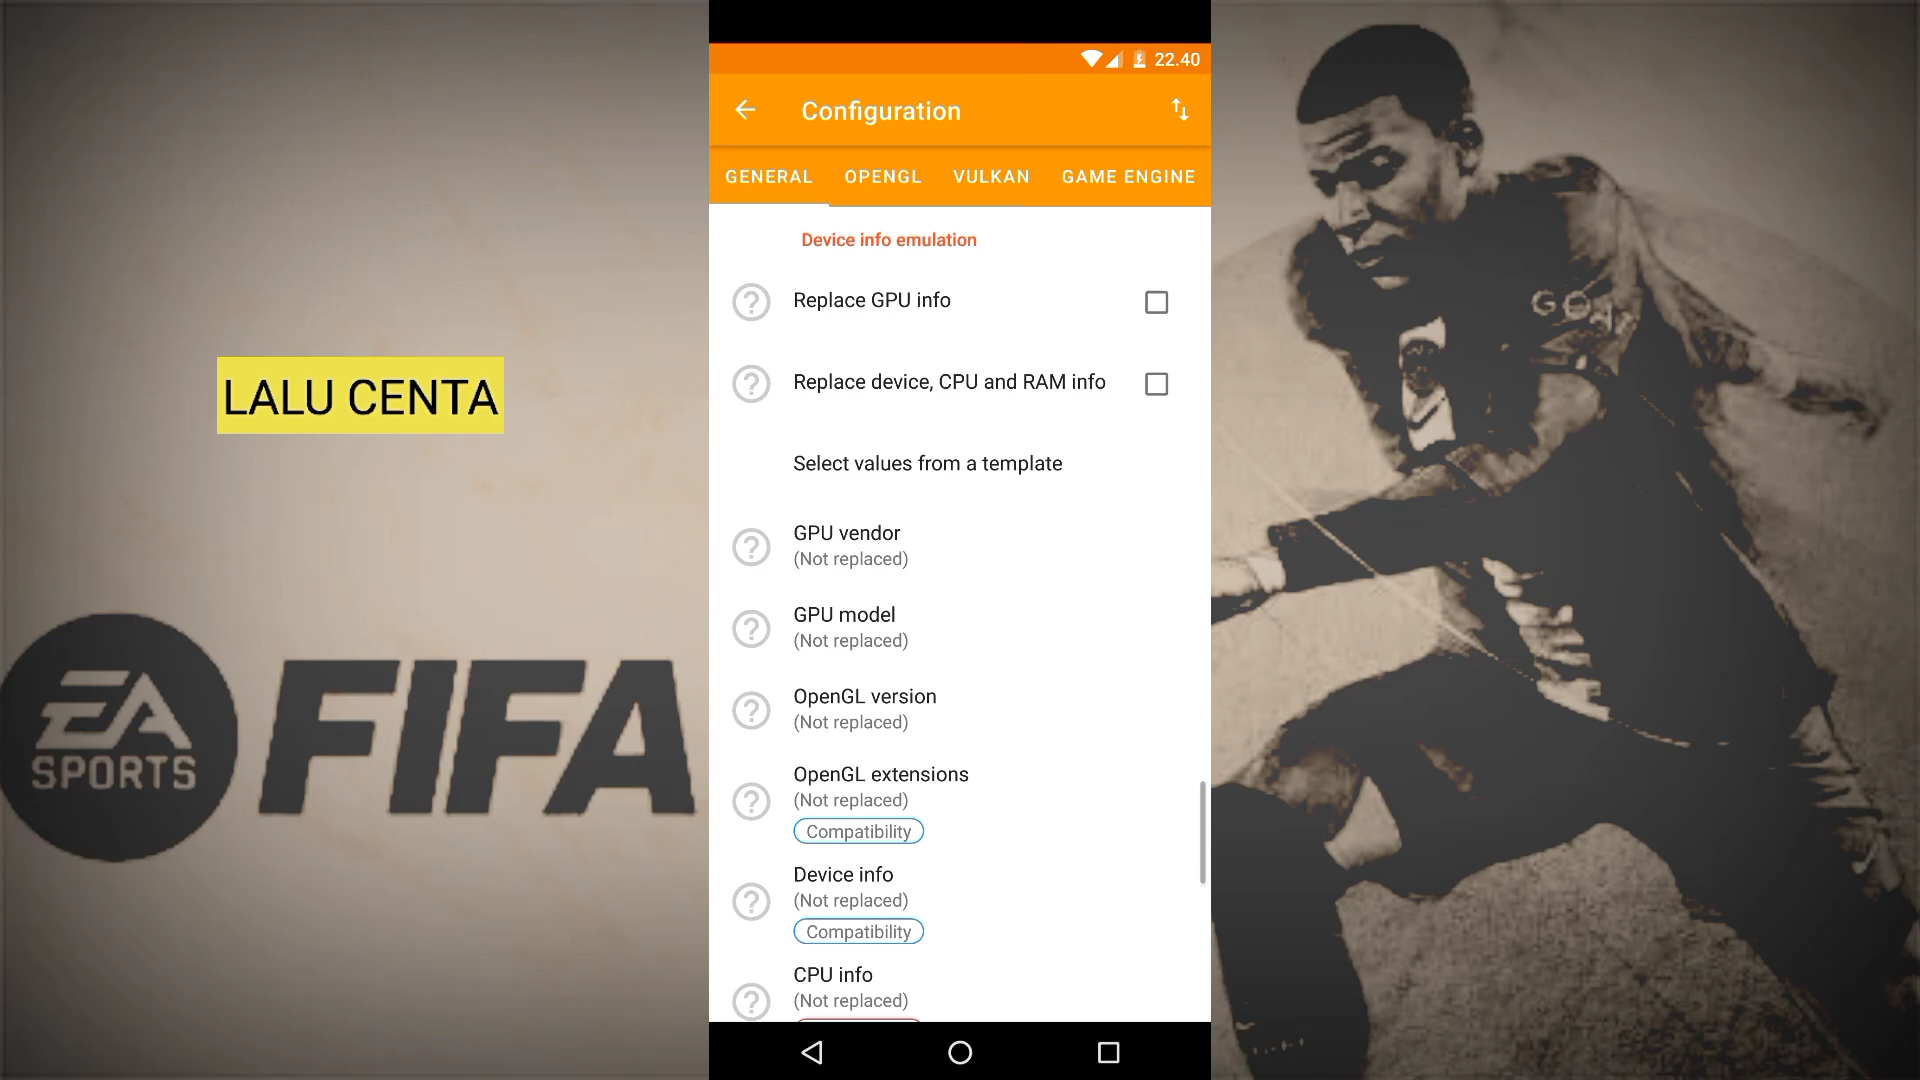 22.40
Configuration
GENERAL OPENGL VULKAN GAME ENGINE
Device info emulation
Replace GPU info
Replace device, CPU and RAM info
Select values from a template
GPU vendor
(Not replaced)
GPU model
(Not replaced)
OpenGL version
(Not replaced)
OpenGL extensions
(Not replaced)
Compatibility
Device info
(Not replaced)
Compatibility
CPU info
(Not replaced)
LALU CENTA
EA
SPORTS
FIFA